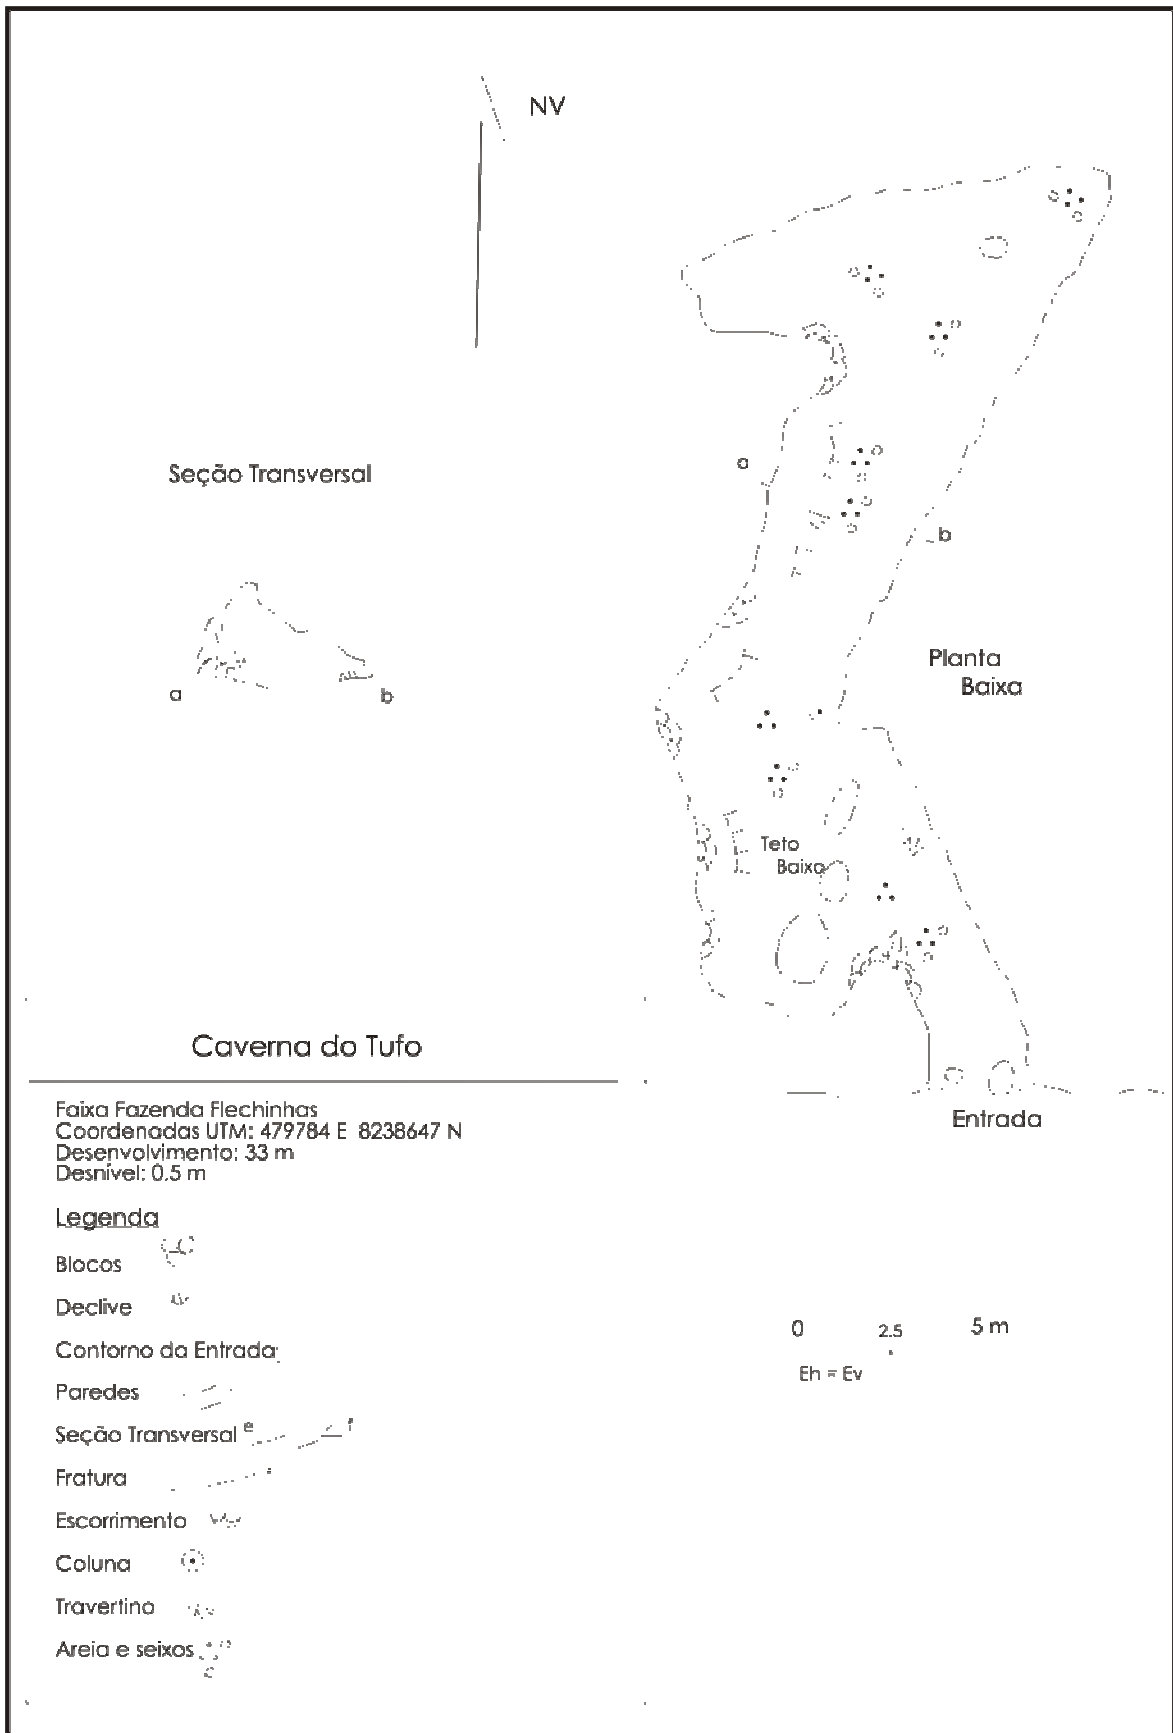 NV
Seção Transversal
a
b
a
b
Planta
Baixa
Teto
Baixo
Entrada
Caverna do Tufo
Faixa Fazenda Flechinhas
Coordenadas UTM: 479784 E 8238647 N
Desenvolvimento: 33 m
Desnível: 0.5 m
Legenda
Blocos
Declive
Contorno da Entrada
Paredes
Seção Transversal e f
Fratura
Escorrimento
Coluna
Travertino
Areia e seixos
0 2.5 5 m
Eh = Ev